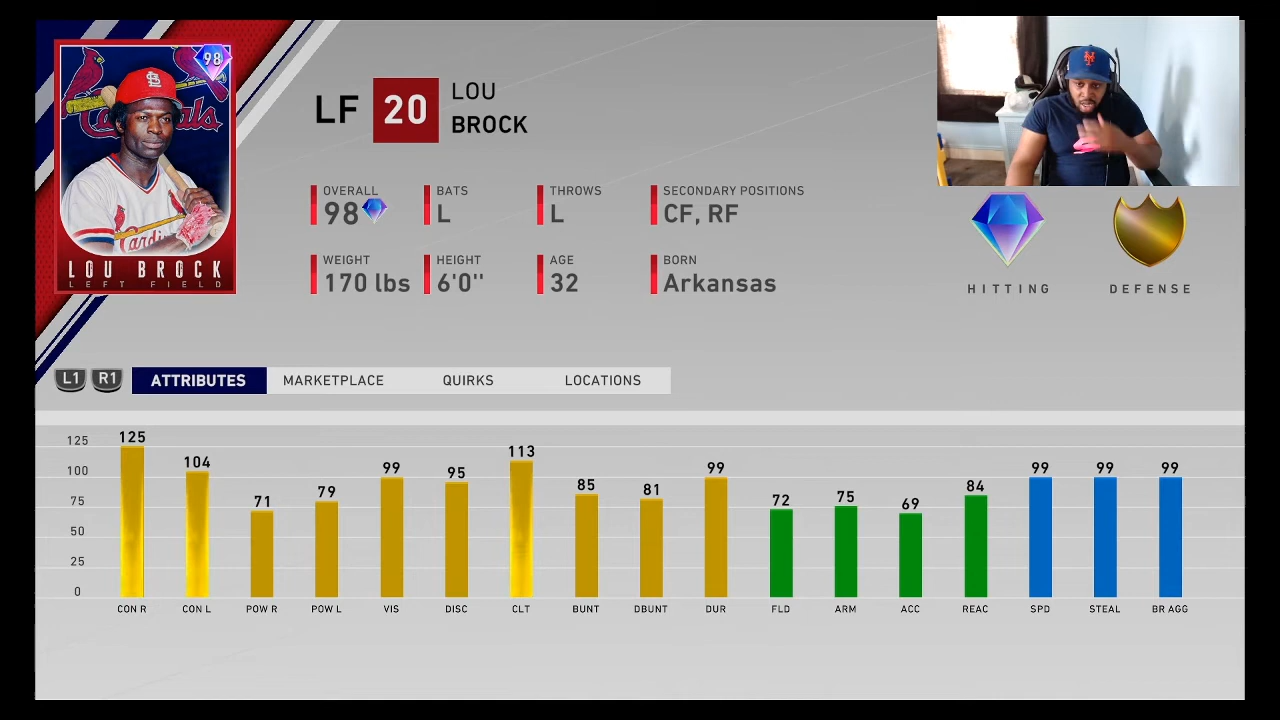 98
Cardinals
Cardin
LOU BROCK
LEFT FIELD
LF 20 LOU
BROCK
OVERALL BATS THROWS SECONDARY POSITIONS
98 L L CF, RF
WEIGHT HEIGHT AGE BORN
170 lbs 6'0" 32 Arkansas
HITTING DEFENSE
L1 R1 ATTRIBUTES MARKETPLACE QUIRKS LOCATIONS
125 100 75 50 25 0
125 104 71 79 99 95 113 85 81 99 72 75 69 84 99 99 99
CON R CON L POW R POW L VIS DISC CLT BUNT DBUNT DUR FLD ARM ACC REAC SPD STEAL BR AGG